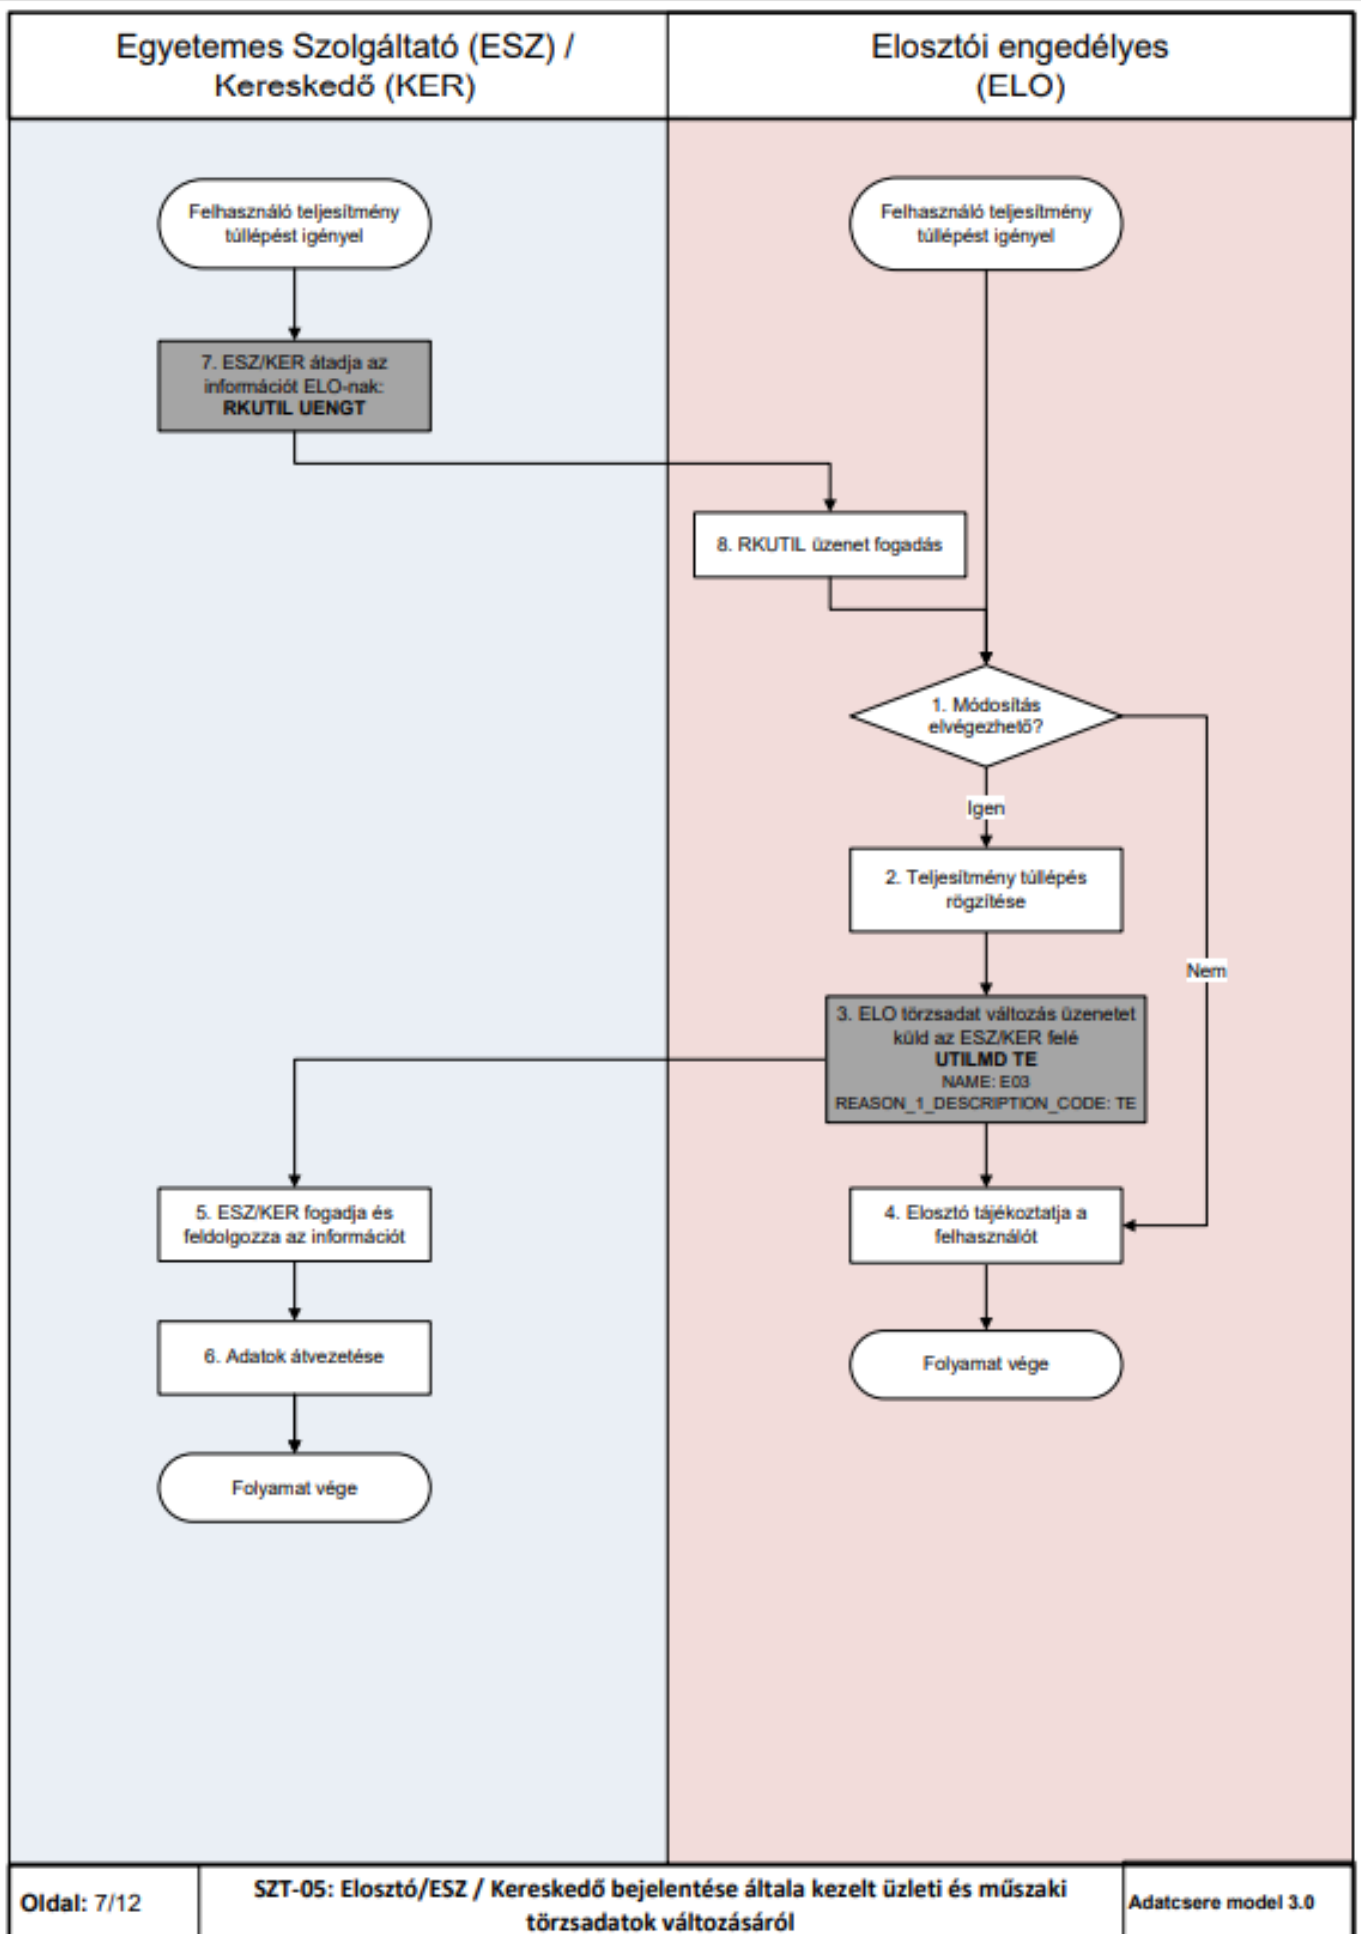 Egyetemes Szolgáltató (ESZ) /
Kereskedő (KER)
Elosztói engedélyes
(ELO)
Felhasználó teljesítmény
túllépést igényel
Felhasználó teljesítmény
túllépést igényel
7. ESZ/KER átadja az
információt ELO-nak:
RKUTIL UENGT
8. RKUTIL üzenet fogadás
1. Módosítás
elvégezhető?
Igen
2. Teljesítmény túllépés
rögzítése
Nem
3. ELO törzsadat változás üzenetet
küld az ESZ/KER felé
UTILMD TE
NAME: E03
REASON_1_DESCRIPTION_CODE: TE
5. ESZ/KER fogadja és
feldolgozza az információt
4. Elosztó tájékoztatja a
felhasználót
6. Adatok átvezetése
Folyamat vége
Folyamat vége
Oldal: 7/12
SZT-05: Elosztó/ESZ / Kereskedő bejelentése általa kezelt üzleti és műszaki
törzsadatok változásáról
Adatcsere model 3.0